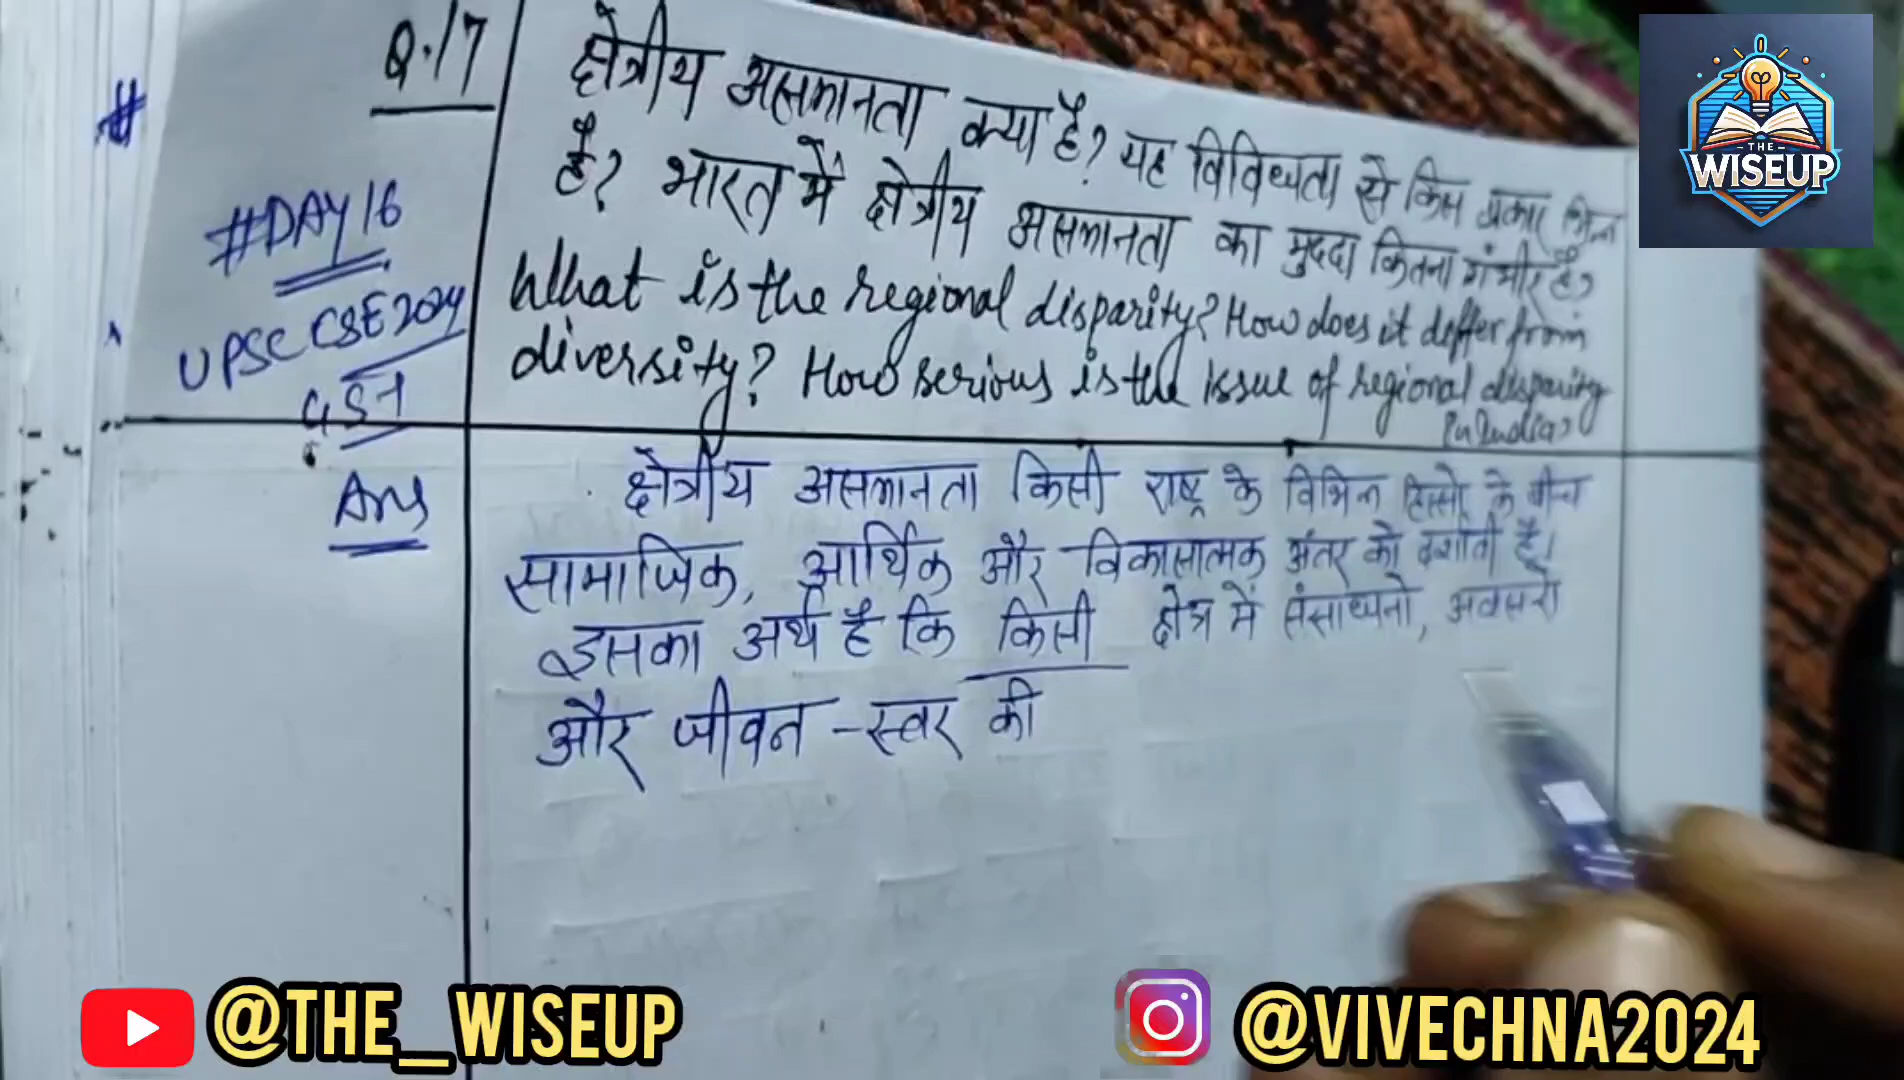 Q.17
क्षेत्रीय असमानता क्या है? यह विविधता से किस प्रकार भिन्न
है? भारत में क्षेत्रीय असमानता का मुददा कितना गंभीर है?
What is the regional disparity? How does it differ from
diversity? How serious is the issue of regional disparity
in India?
#
#DAY 16
UPSC CSE 2024
GS-1
Ans
क्षेत्रीय असमानता किसी राष्ट्र के विभिन्न हिस्सो के बीच
सामाजिक, आर्थिक और विकासात्मक अंतर को दर्शाती है।
इसका अर्थ है कि किसी क्षेत्र में संसाधनो, अवसरो
और जीवन-स्तर की
THE
WISEUP
@THE_WISEUP
@VIVECHNA2024